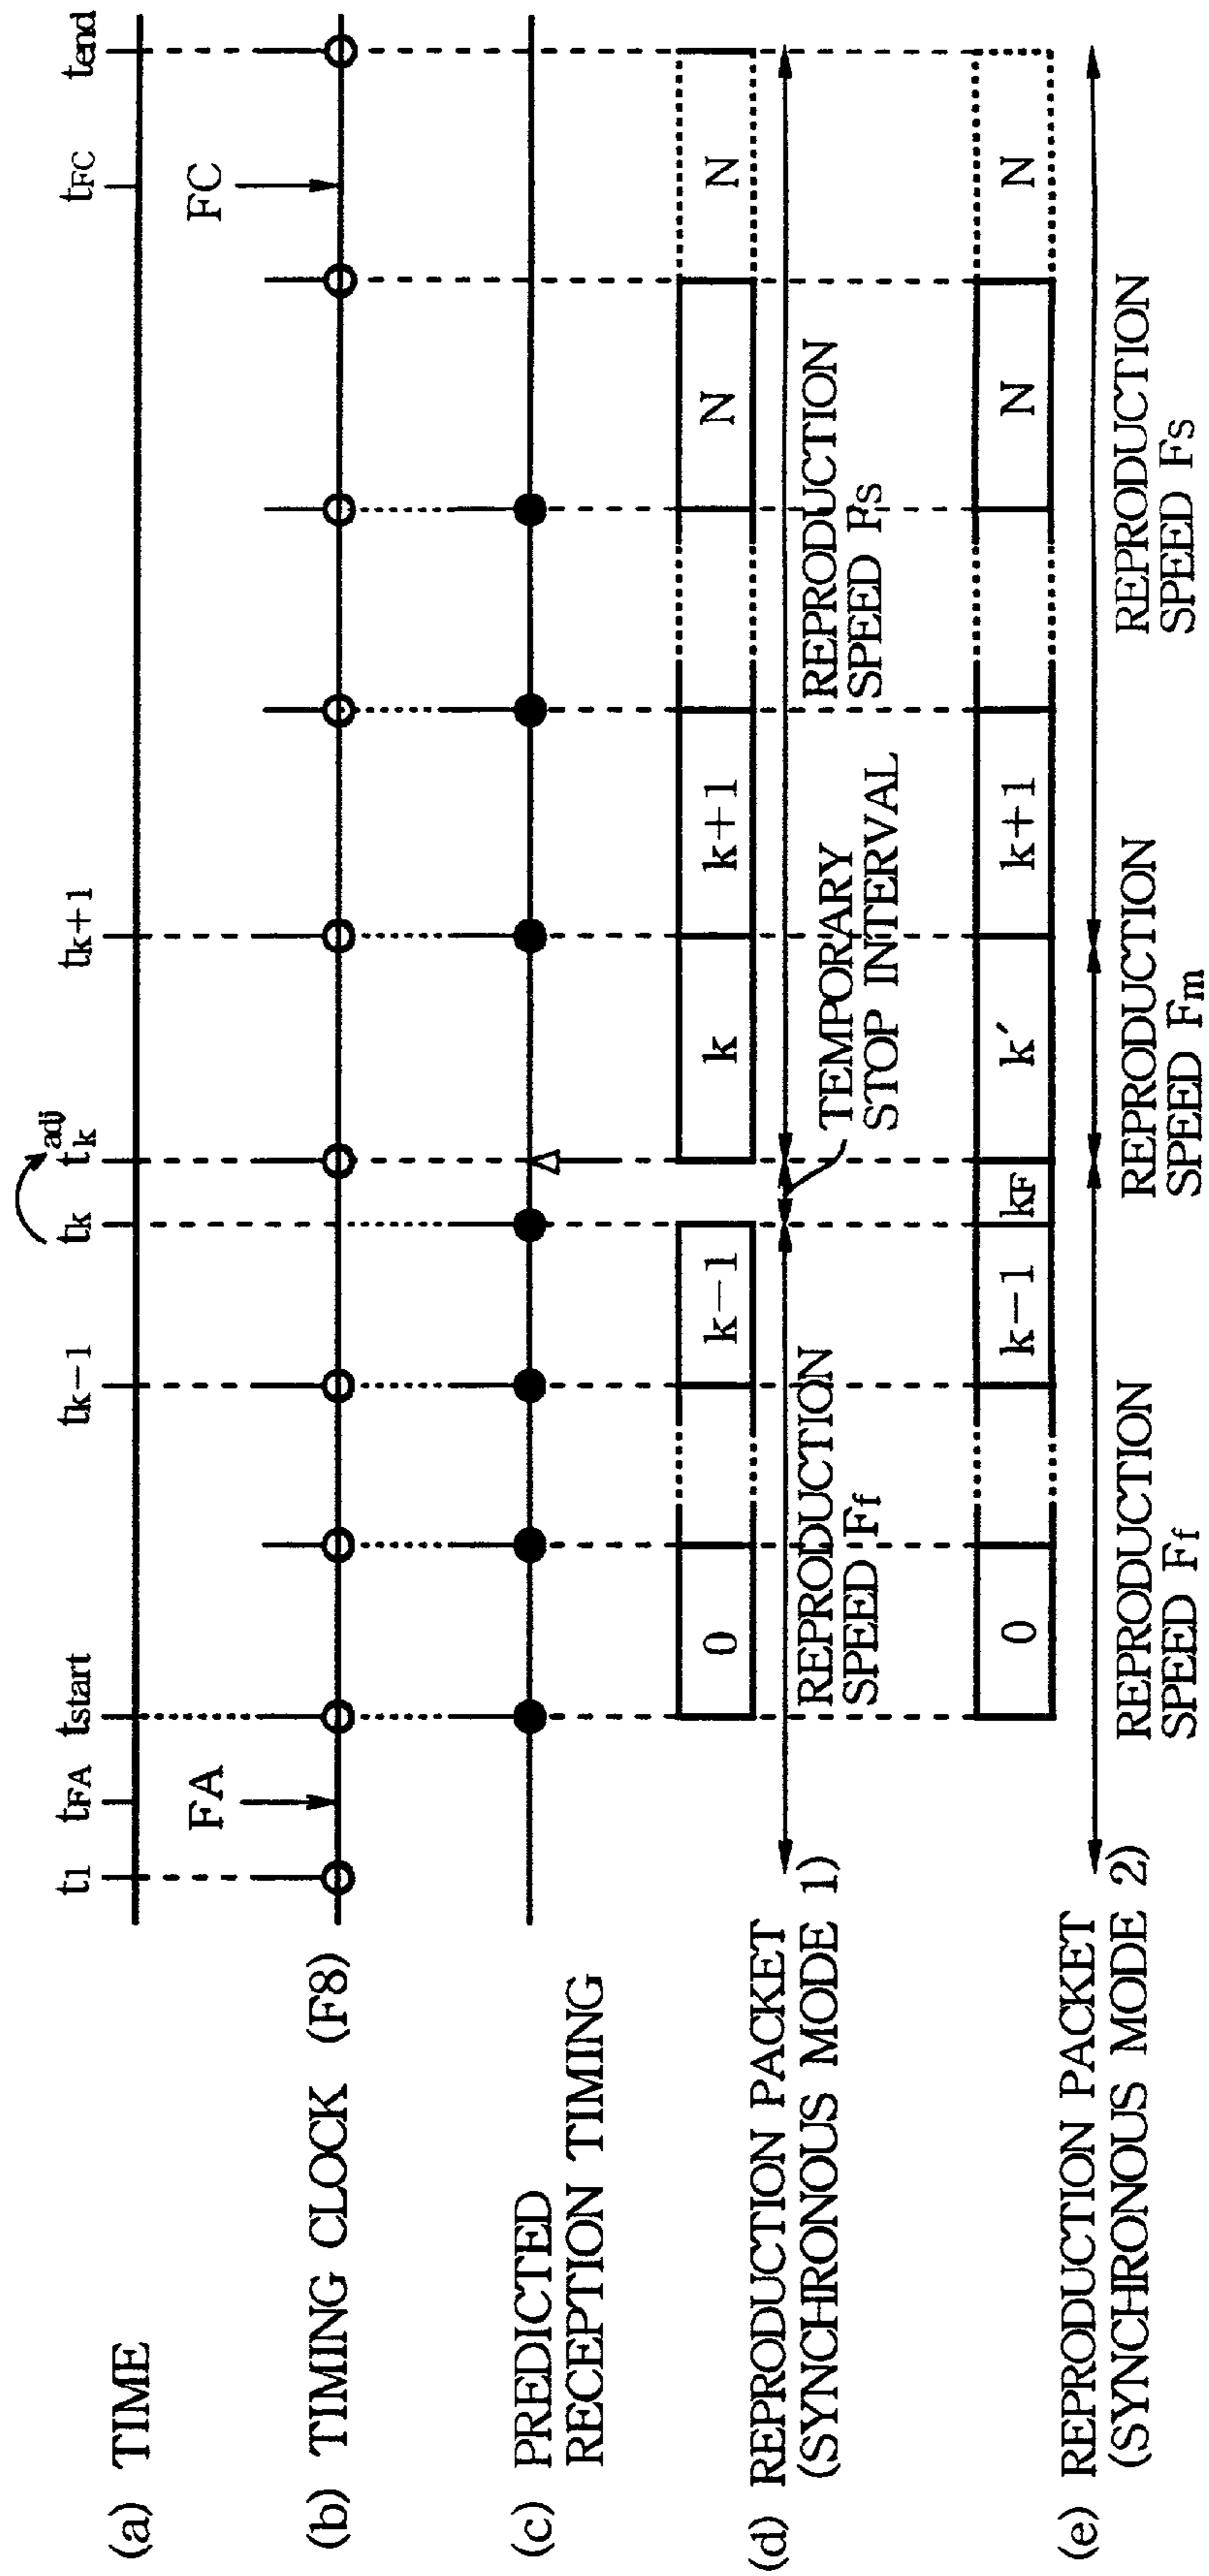 (a) TIME
t1 tFA tstart tk-1 tk tk adj tk+1 tFC tend
(b) TIMING CLOCK (F8)
FA
FC
(c) PREDICTED
RECEPTION TIMING
(d) REPRODUCTION PACKET
(SYNCHRONOUS MODE 1)
0 k-1 k k+1 N N
REPRODUCTION
SPEED Ff
TEMPORARY
STOP INTERVAL
REPRODUCTION
SPEED Fs
(e) REPRODUCTION PACKET
(SYNCHRONOUS MODE 2)
0 k-1 kF k′ k+1 N N
REPRODUCTION
SPEED Ff
REPRODUCTION
SPEED Fm
REPRODUCTION
SPEED Fs